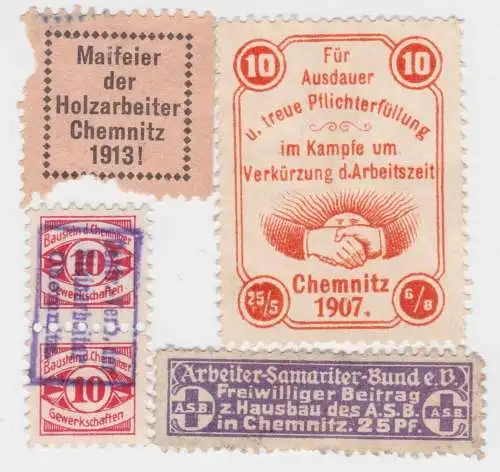 Maifeier
der
Holzarbeiter
Chemnitz
1913!
10 Für 10
Ausdauer
u. treue Pflichterfüllung
im Kampfe um
Verkürzung d. Arbeitszeit
Chemnitz
25/5 1907. 6/8
Baustein d. Chemnitzer
10
Gewerkschaften
Baustein d. Chemnitzer
10
Gewerkschaften
Arbeiter-Samariter-Bund e.V.
Freiwilliger Beitrag
A.S.B. z. Hausbau des A.S.B. A.S.B.
in Chemnitz. 25 Pf.